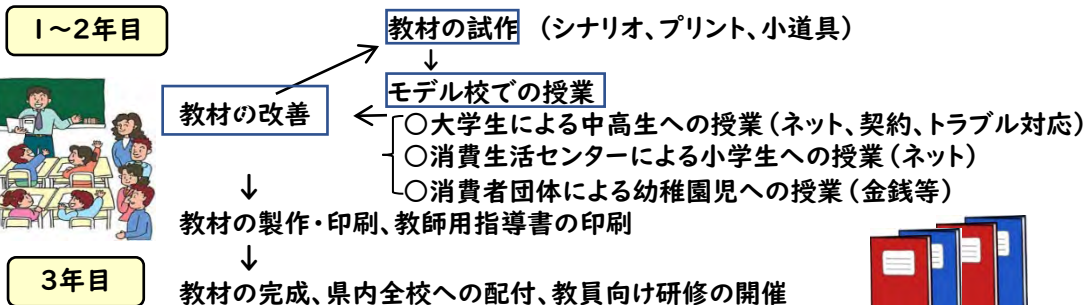 1~2年目
教材の試作 (シナリオ、プリント、小道具)
↓
モデル校での授業
教材の改善
←
○大学生による中高生への授業(ネット、契約、トラブル対応)
○消費生活センターによる小学生への授業(ネット)
○消費者団体による幼稚園児への授業(金銭等)
↓
教材の製作・印刷、教師用指導書の印刷
↓
3年目
教材の完成、県内全校への配付、教員向け研修の開催